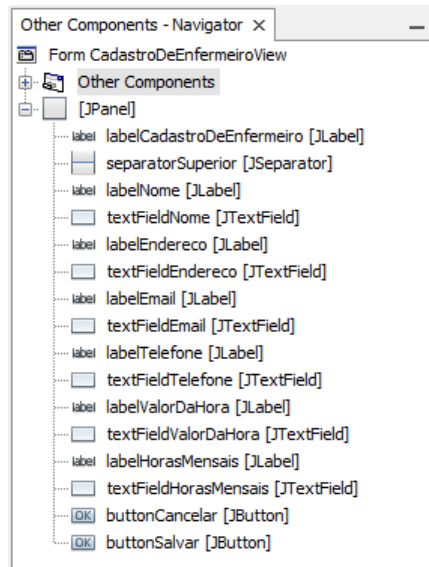 Other Components - Navigator ×
Form CadastroDeEnfermeiroView
Other Components
[JPanel]
label labelCadastroDeEnfermeiro [JLabel]
separatorSuperior [JSeparator]
label labelNome [JLabel]
textFieldNome [JTextField]
label labelEndereco [JLabel]
textFieldEndereco [JTextField]
label labelEmail [JLabel]
textFieldEmail [JTextField]
label labelTelefone [JLabel]
textFieldTelefone [JTextField]
label labelValorDaHora [JLabel]
textFieldValorDaHora [JTextField]
label labelHorasMensais [JLabel]
textFieldHorasMensais [JTextField]
OK buttonCancelar [JButton]
OK buttonSalvar [JButton]